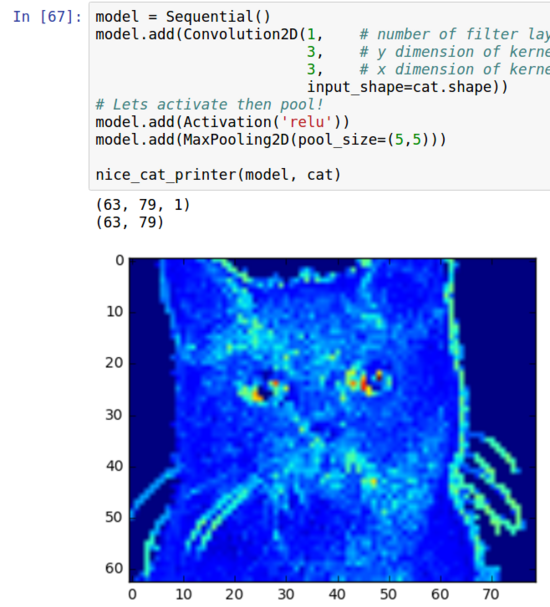 In [67]: model = Sequential()
model.add(Convolution2D(1, # number of filter
3, # y dimension of
3, # x dimension of
input_shape=cat.shape))
# Lets activate then pool!
model.add(Activation('relu'))
model.add(MaxPooling2D(pool_size=(5,5)))
nice_cat_printer(model, cat)
(63, 79, 1)
(63, 79)
0
10
20
30
40
50
60
0 10 20 30 40 50 60 70